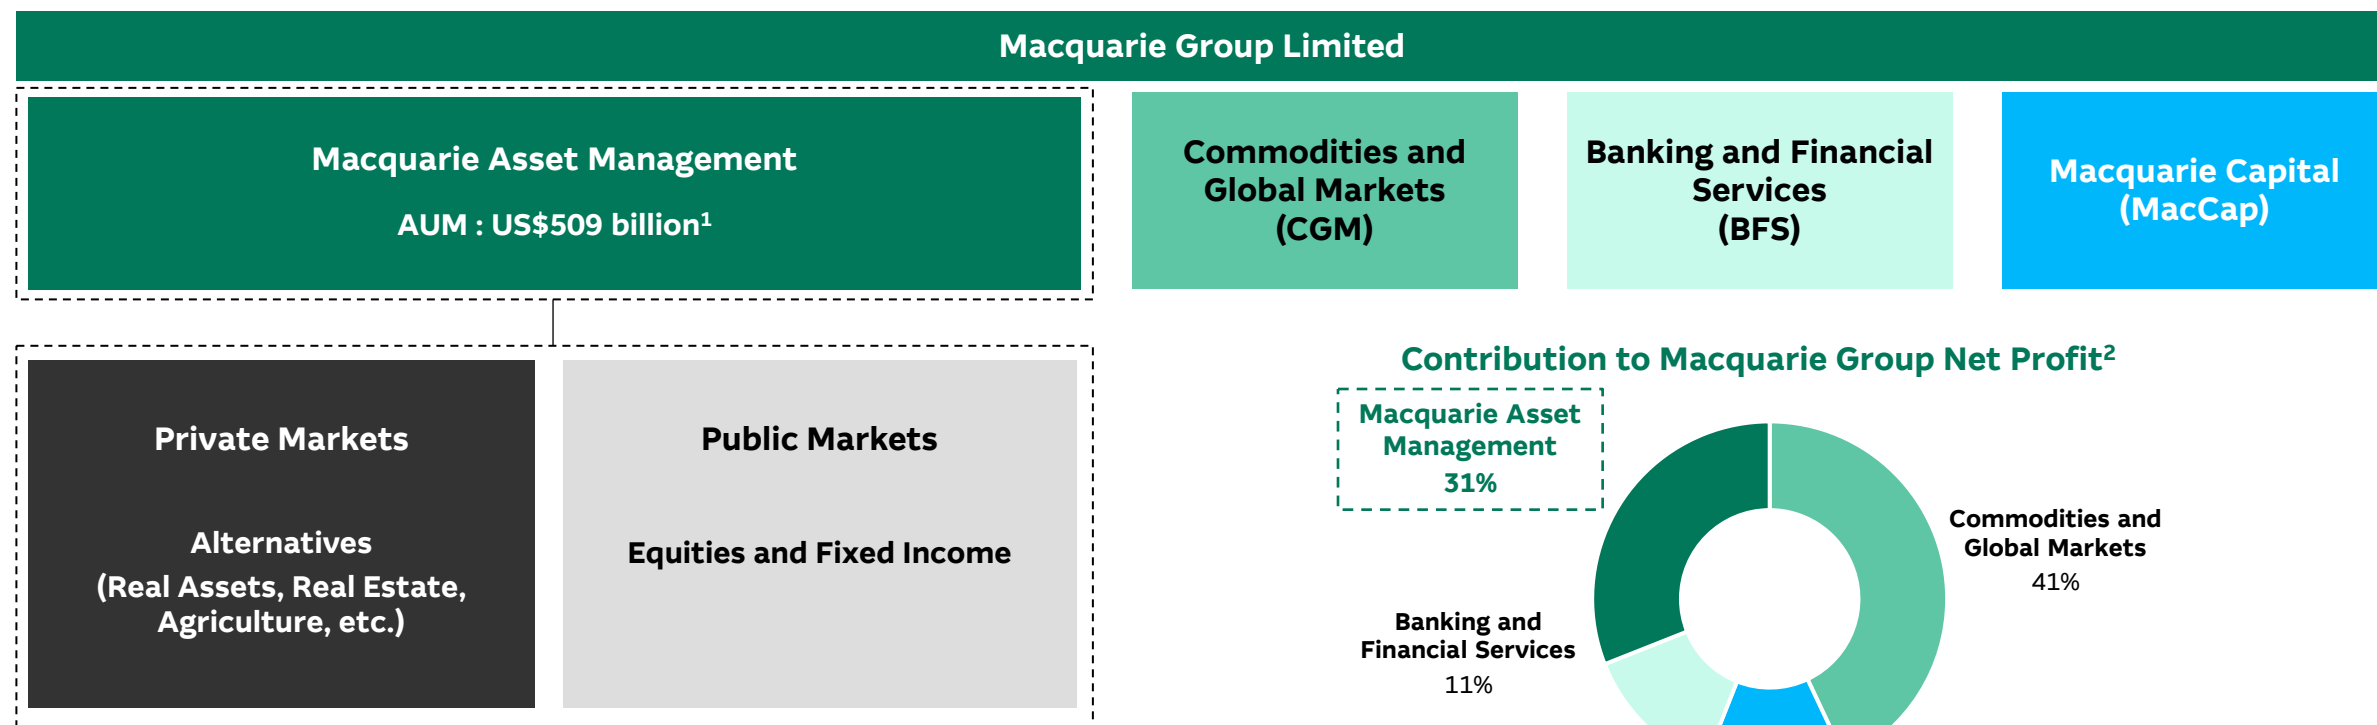 Macquarie Group Limited
Macquarie Asset Management
AUM : US$509 billion¹
Commodities and
Global Markets
(CGM)
Banking and Financial
Services
(BFS)
Macquarie Capital
(MacCap)
Private Markets
Alternatives
(Real Assets, Real Estate,
Agriculture, etc.)
Public Markets
Equities and Fixed Income
Contribution to Macquarie Group Net Profit²
Macquarie Asset
Management
31%
Commodities and
Global Markets
41%
Banking and
Financial Services
11%